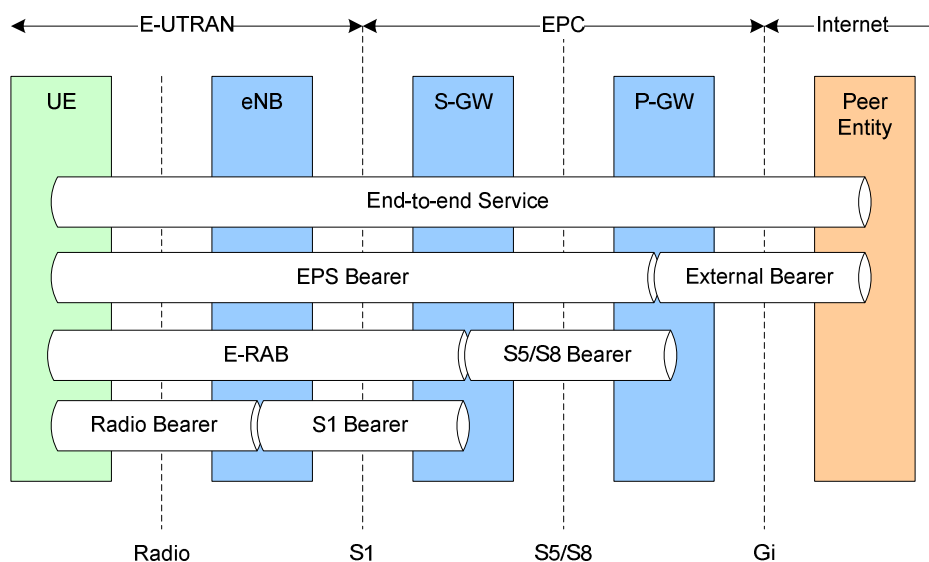 E-UTRAN EPC Internet
UE eNB S-GW P-GW Peer
Entity
End-to-end Service
EPS Bearer External Bearer
E-RAB S5/S8 Bearer
Radio Bearer S1 Bearer
Radio S1 S5/S8 Gi